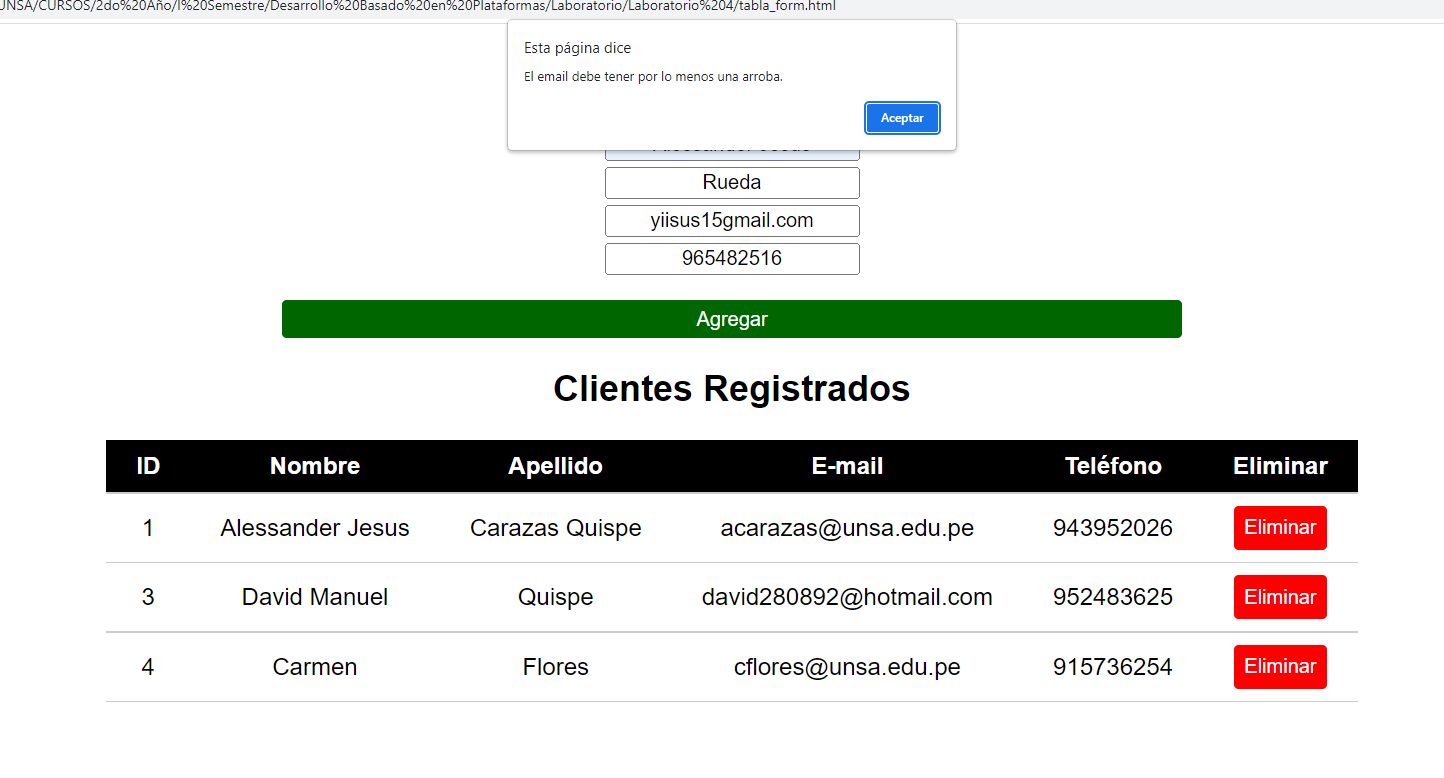 UNSA/CURSOS/2do%20Año/I%20Semestre/Desarrollo%20Basado%20en%20Plataformas/Laboratorio/Laboratorio%204/tabla_form.html
Esta página dice
El email debe tener por lo menos una arroba.
Aceptar
Rueda
yiisus15gmail.com
965482516
Agregar
Clientes Registrados
ID Nombre Apellido E-mail Teléfono Eliminar
1 Alessander Jesus Carazas Quispe acarazas@unsa.edu.pe 943952026 Eliminar
3 David Manuel Quispe david280892@hotmail.com 952483625 Eliminar
4 Carmen Flores cflores@unsa.edu.pe 915736254 Eliminar